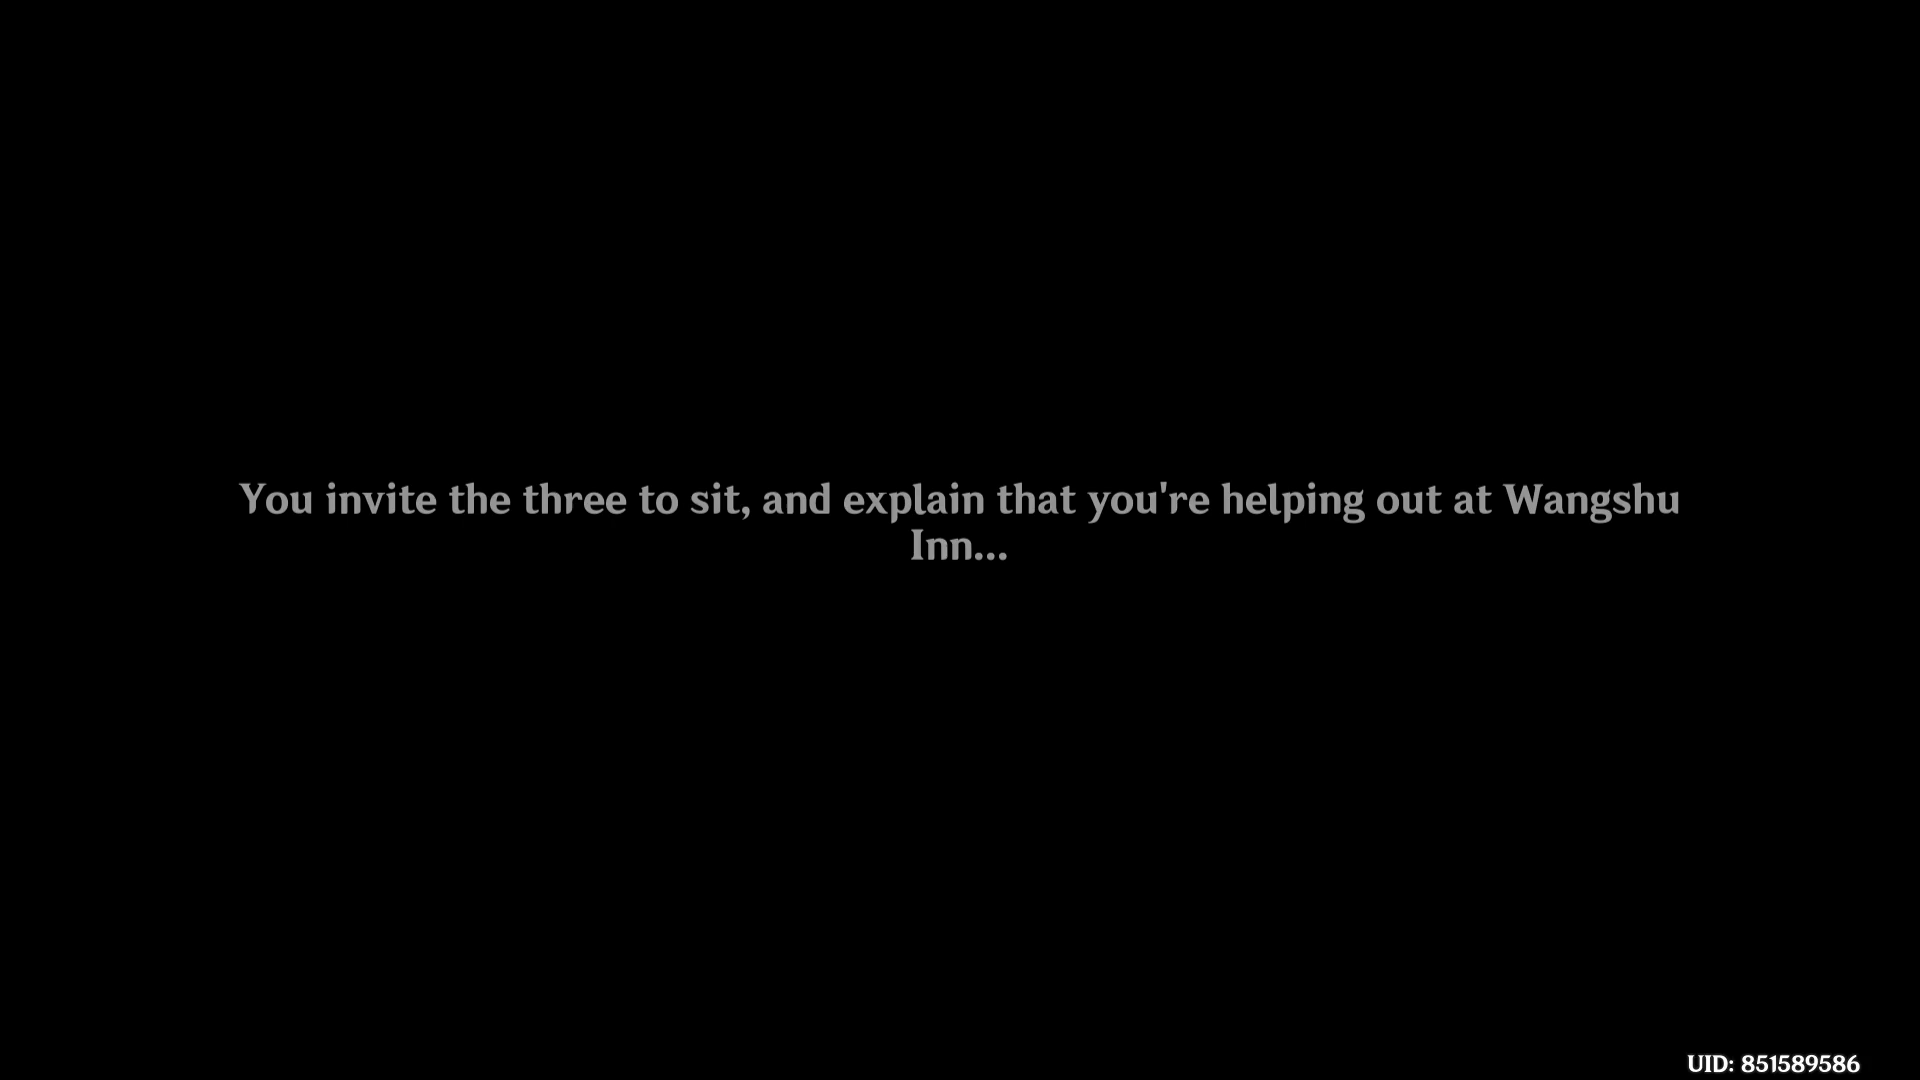 You invite the three to sit, and explain that you're helping out at Wangshu
Inn...
UID: 851589586